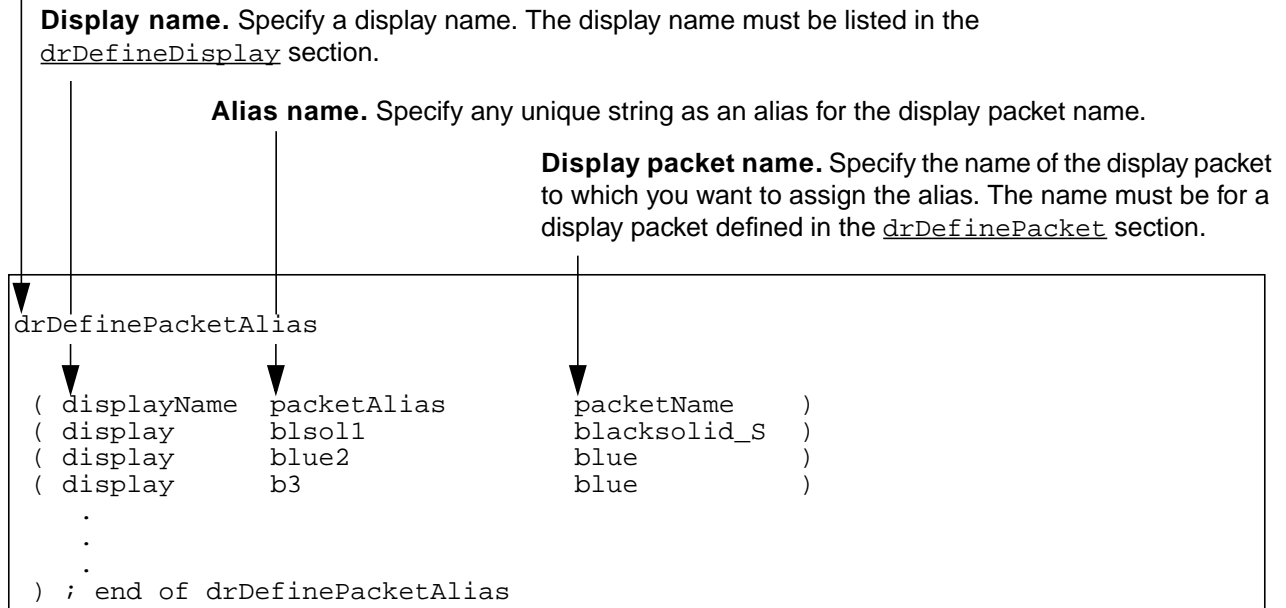 Display name. Specify a display name. The display name must be listed in the
drDefineDisplay section.
Alias name. Specify any unique string as an alias for the display packet name.
Display packet name. Specify the name of the display packet
to which you want to assign the alias. The name must be for a
display packet defined in the drDefinePacket section.
drDefinePacketAlias
( displayName packetAlias packetName )
( display blsol1 blacksolid_S )
( display blue2 blue )
( display b3 blue )
.
.
.
) ; end of drDefinePacketAlias